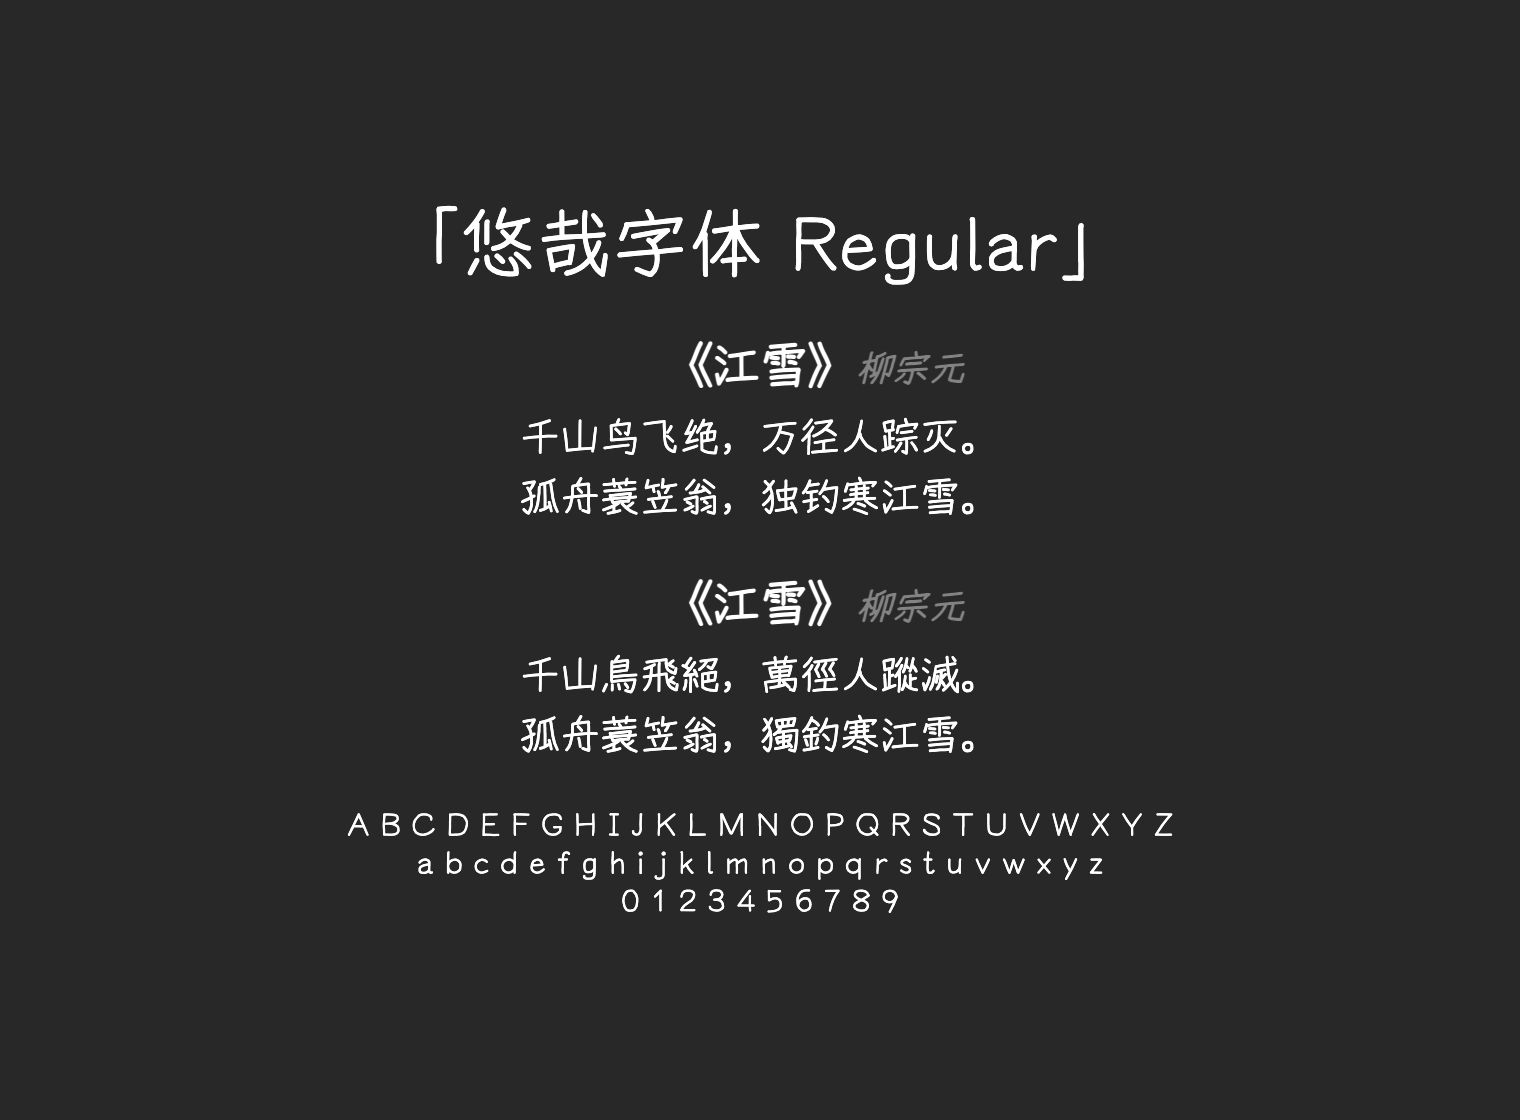 「悠哉字体 Regular」
《江雪》 柳宗元
千山鸟飞绝，万径人踪灭。
孤舟蓑笠翁，独钓寒江雪。
《江雪》 柳宗元
千山鳥飛絕，萬徑人蹤滅。
孤舟蓑笠翁，獨釣寒江雪。
A B C D E F G H I J K L M N O P Q R S T U V W X Y Z
a b c d e f g h i j k l m n o p q r s t u v w x y z
0 1 2 3 4 5 6 7 8 9